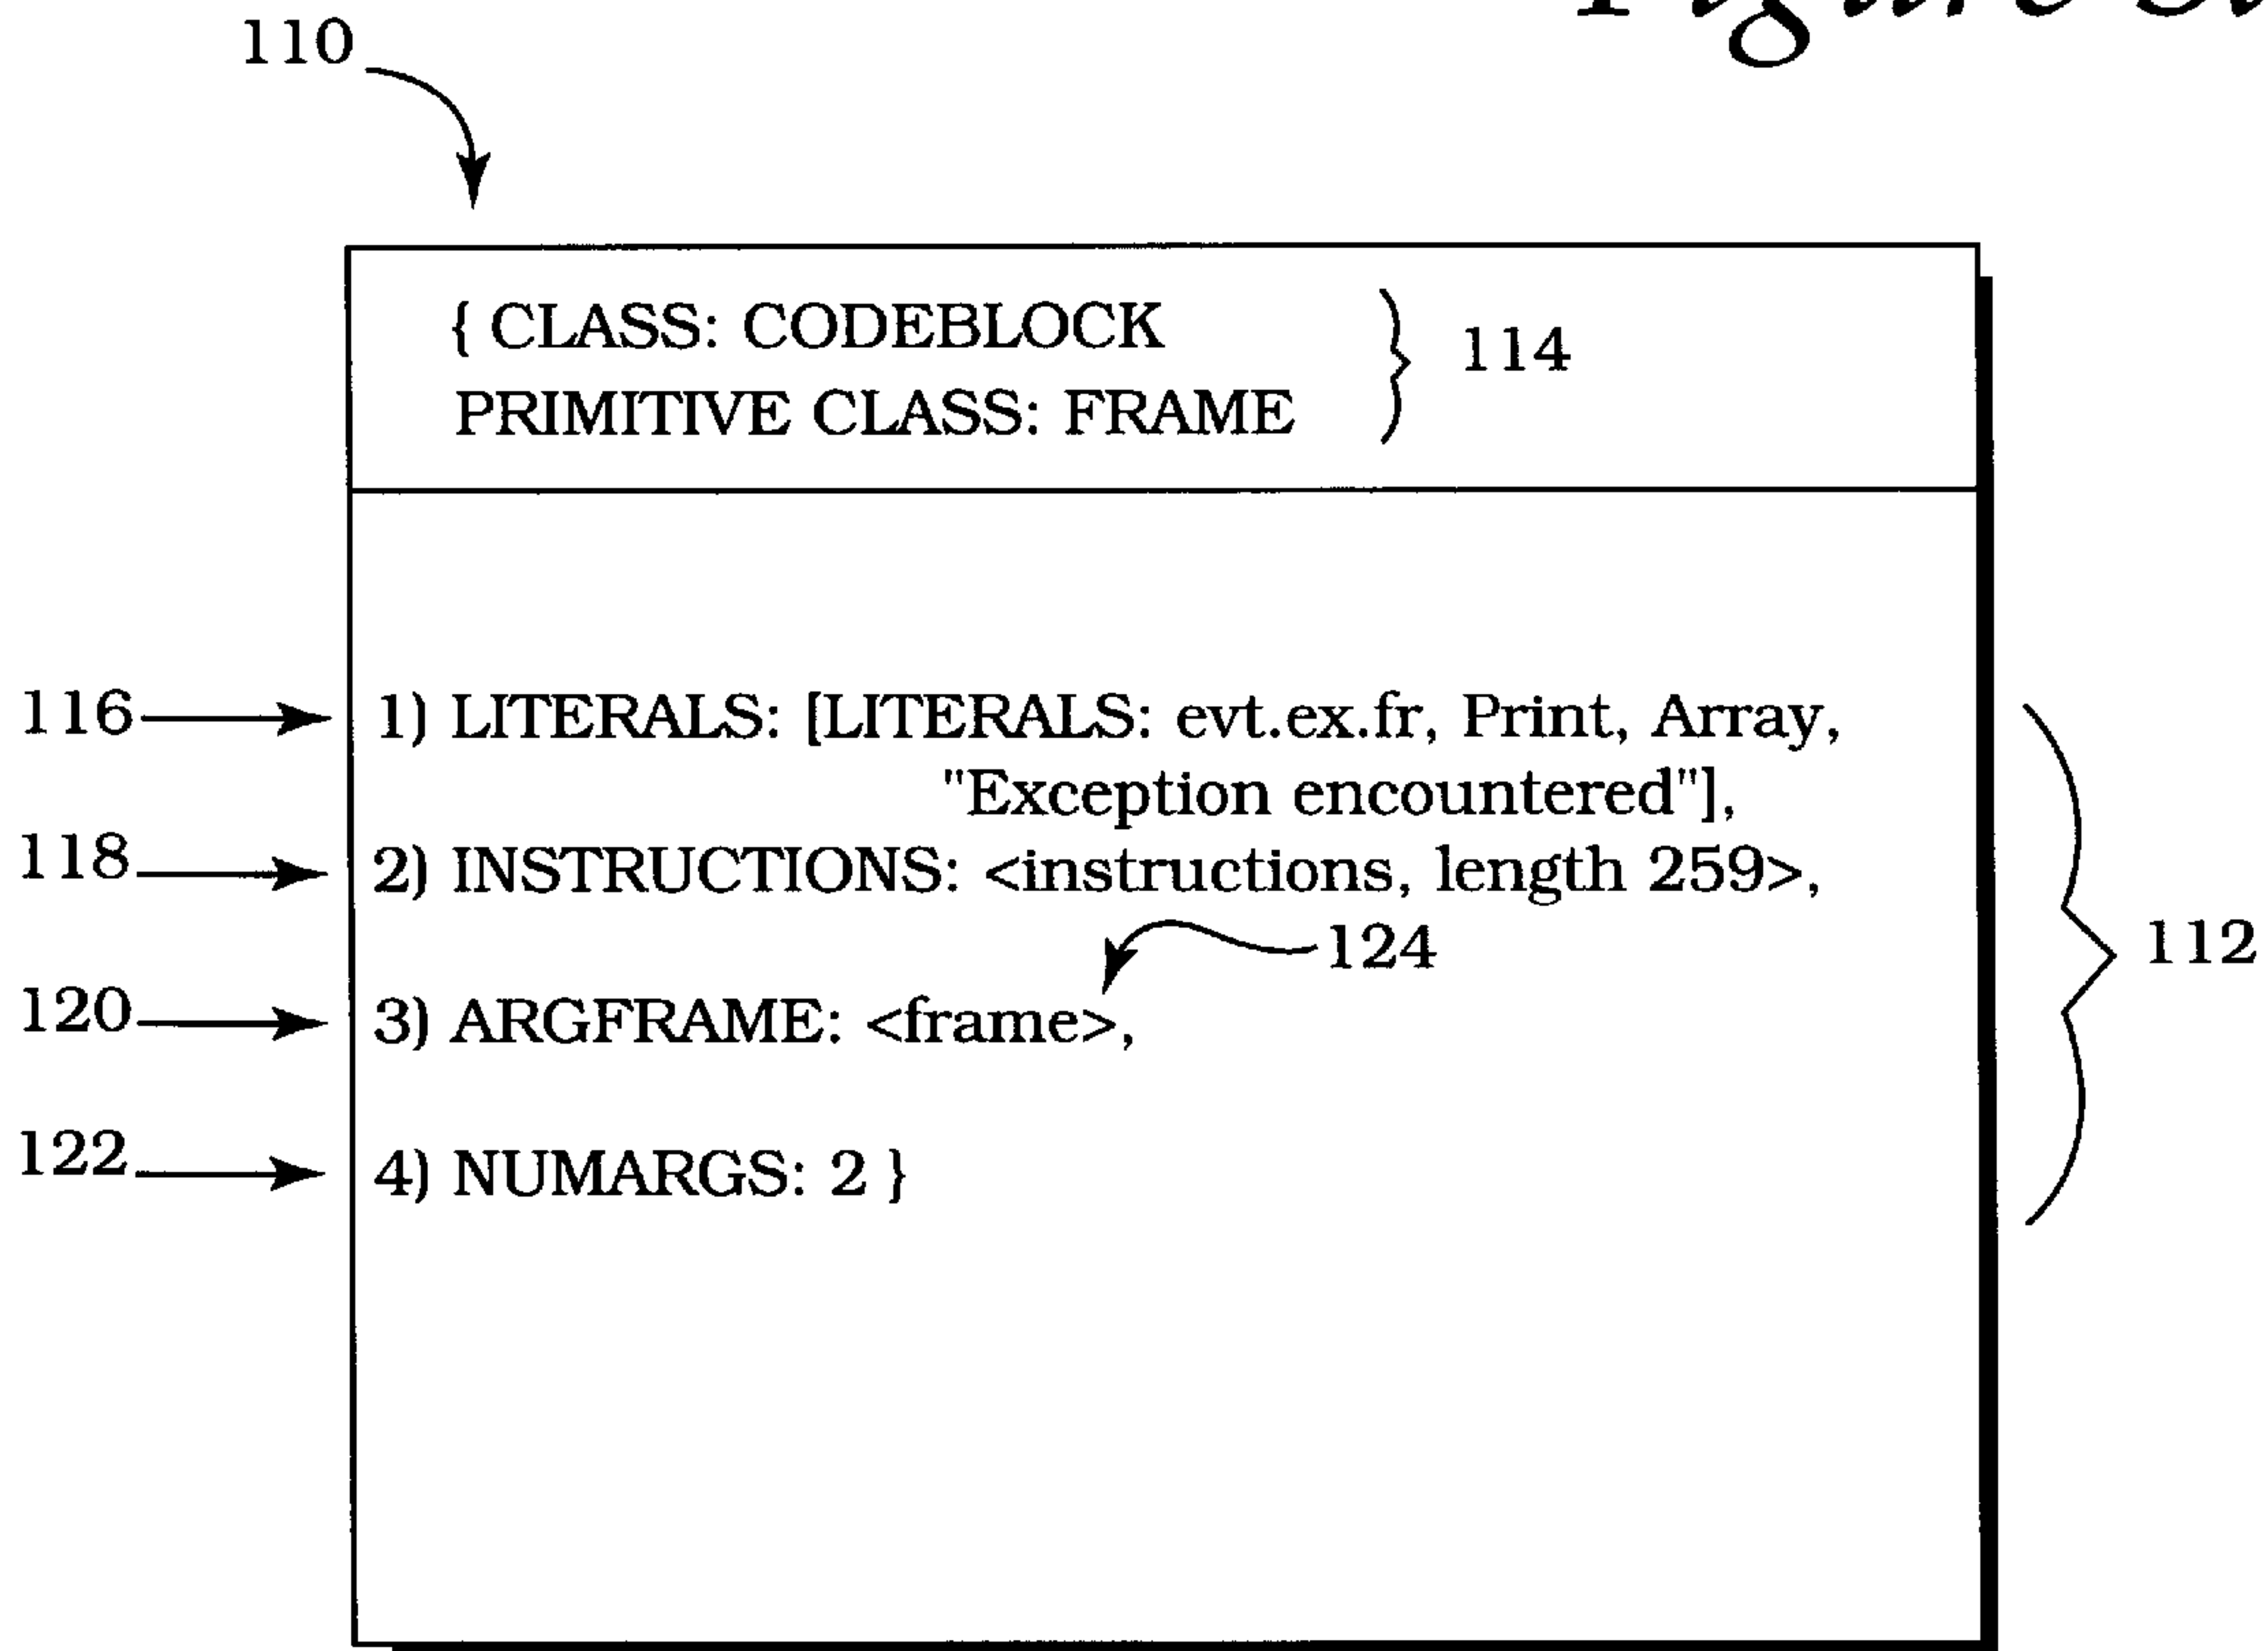 110
{ CLASS: CODEBLOCK
PRIMITIVE CLASS: FRAME
114
116
1) LITERALS: [LITERALS: evt.ex.fr, Print, Array,
"Exception encountered"],
118
2) INSTRUCTIONS: <instructions, length 259>,
124
112
120
3) ARGFRAME: <frame>,
122
4) NUMARGS: 2 }